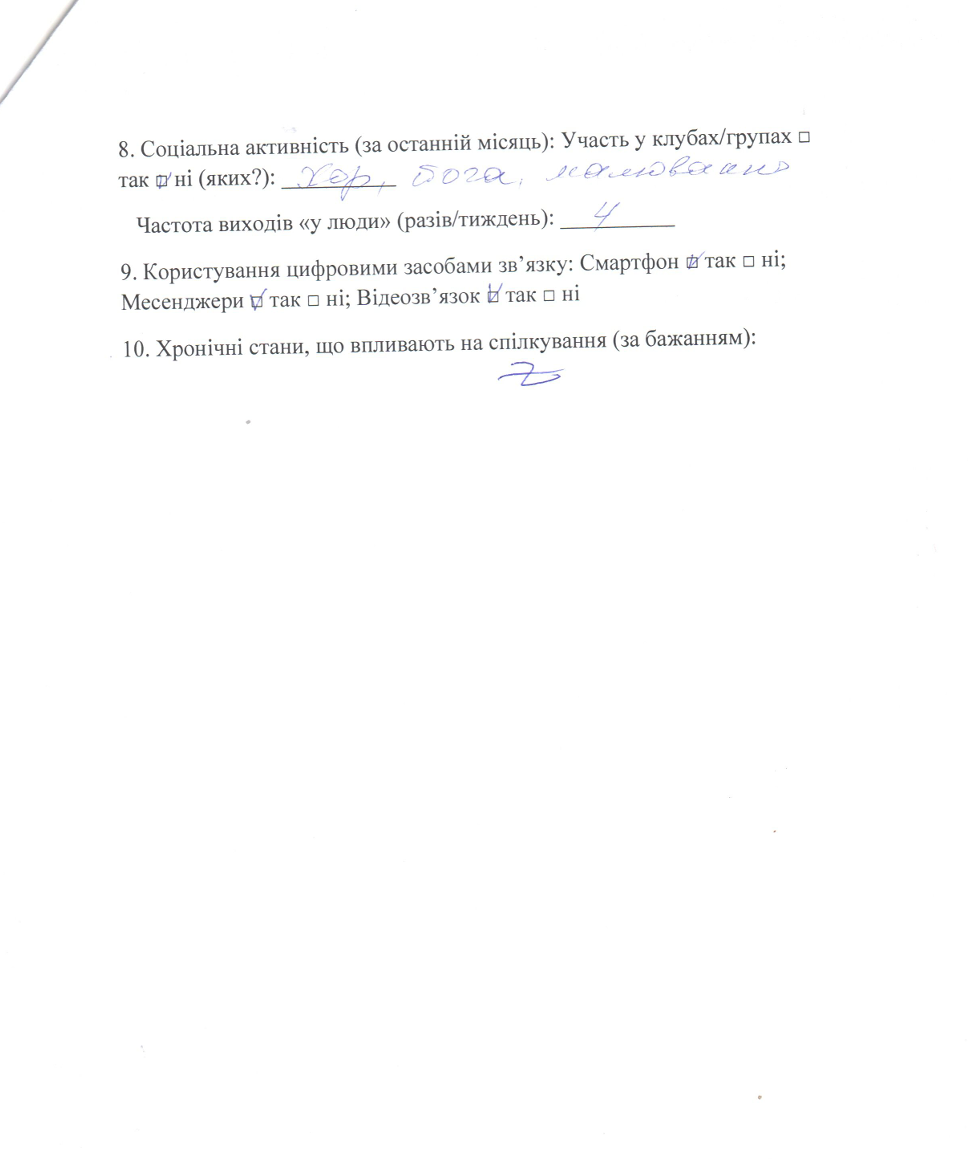 8. Соціальна активність (за останній місяць): Участь у клубах/групах □
так ☑ ні (яких?): Хор, йога, малювання
Частота виходів «у люди» (разів/тиждень): 4
9. Користування цифровими засобами зв’язку: Смартфон ☑ так □ ні;
Месенджери ☑ так □ ні; Відеозв’язок ☑ так □ ні
10. Хронічні стани, що впливають на спілкування (за бажанням):